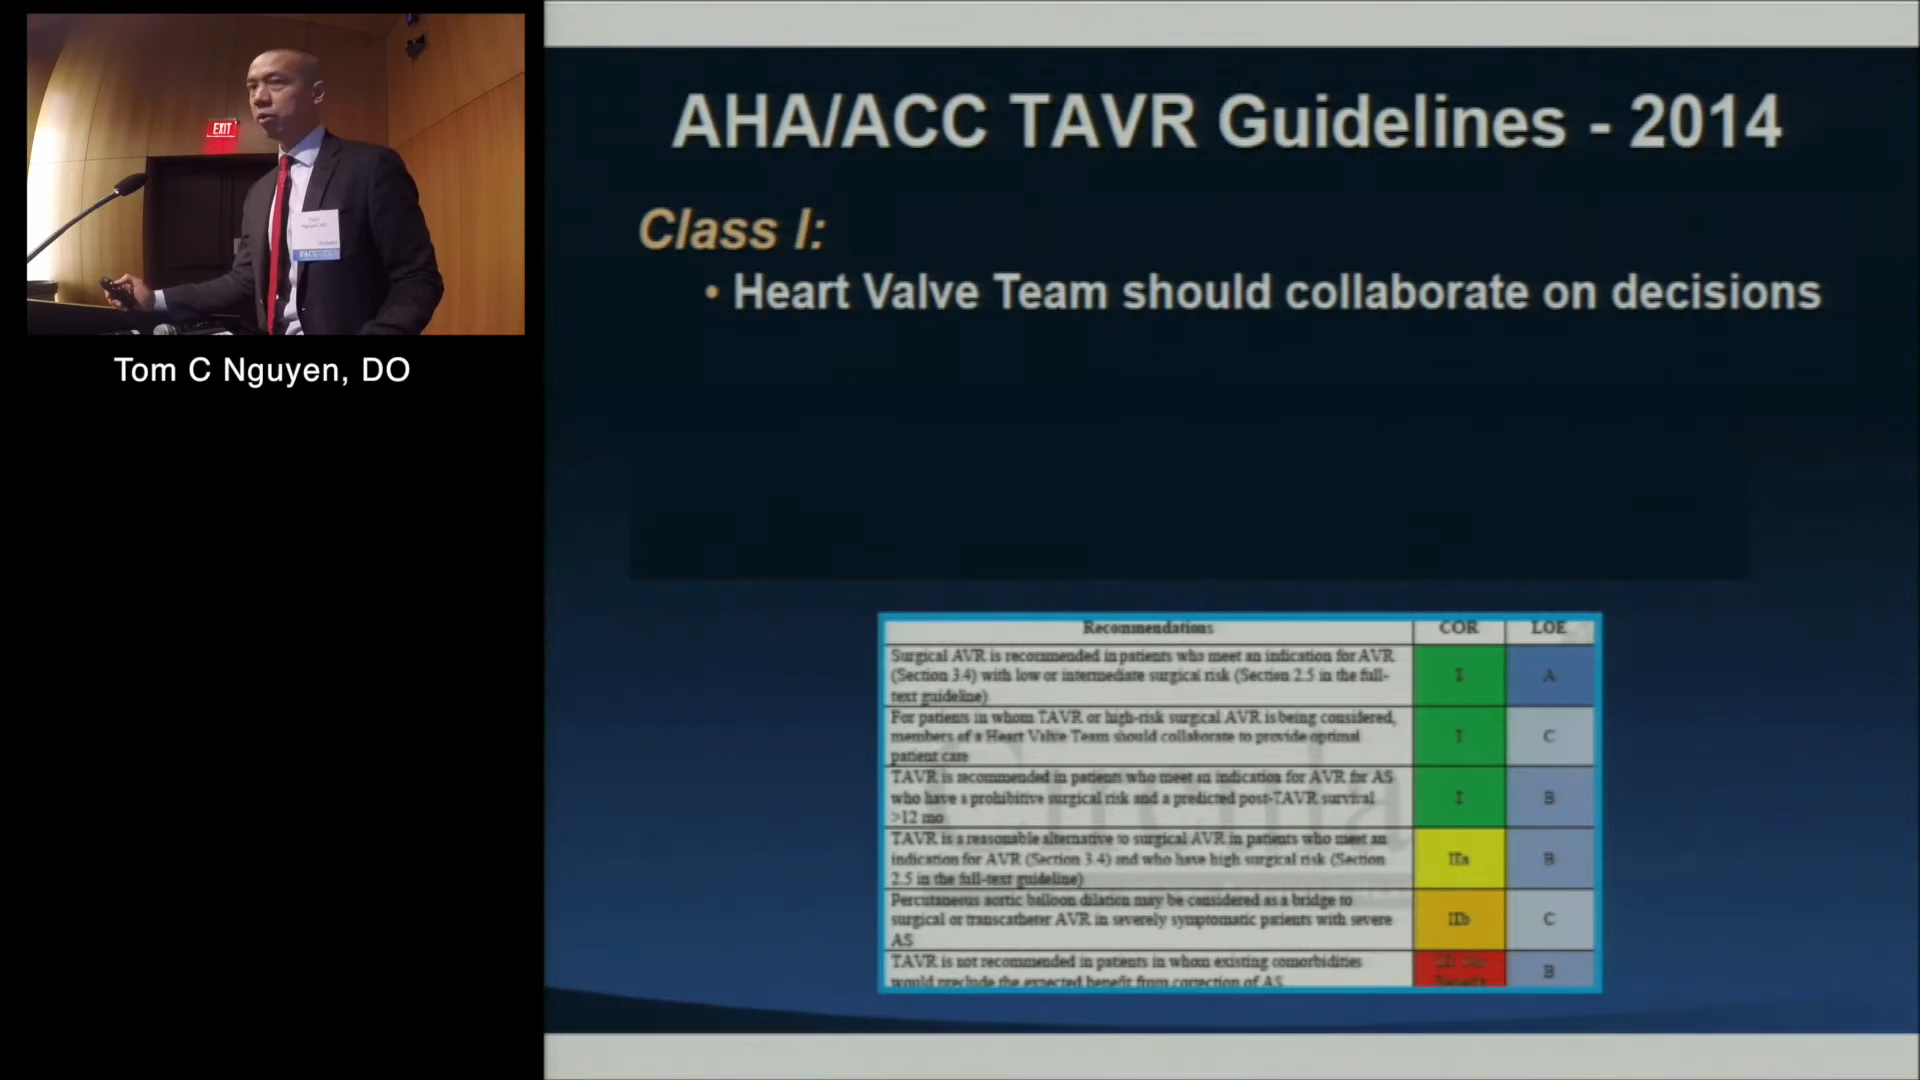 EXIT
Nguyen, MD
FACULTY
Tom C Nguyen, DO
AHA/ACC TAVR Guidelines - 2014
Class I:
• Heart Valve Team should collaborate on decisions
Recommendations COR LOE
Surgical AVR is recommended in patients who meet an indication for AVR
(Section 3.4) with low or intermediate surgical risk (Section 2.5 in the full-
text guideline)
I A
For patients in whom TAVR or high-risk surgical AVR is being considered,
members of a Heart Valve Team should collaborate to provide optimal
patient care
I C
TAVR is recommended in patients who meet an indication for AVR for AS
who have a prohibitive surgical risk and a predicted post-TAVR survival
>12 mo
I B
TAVR is a reasonable alternative to surgical AVR in patients who meet an
indication for AVR (Section 3.4) and who have high surgical risk (Section
2.5 in the full-text guideline)
IIa B
Percutaneous aortic balloon dilation may be considered as a bridge to
surgical or transcatheter AVR in severely symptomatic patients with severe
AS
IIb C
TAVR is not recommended in patients in whom existing comorbidities
would preclude the expected benefit from correction of AS
B